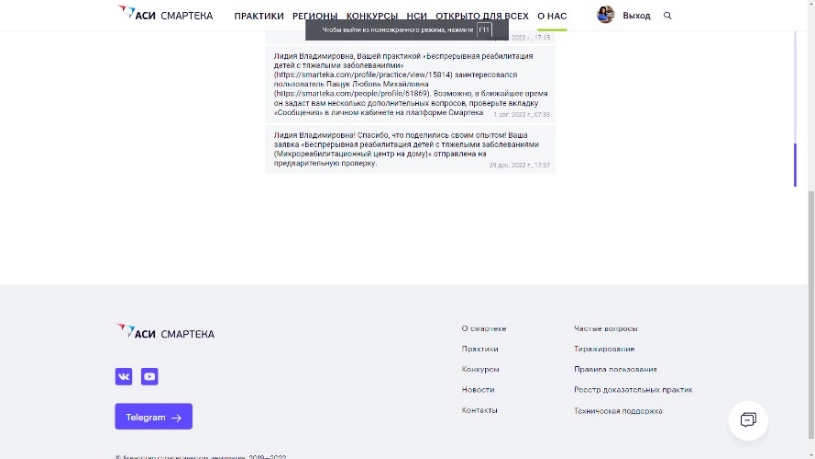 АСИ СМАРТЕКА ПРАКТИКИ РЕГИОНЫ КОНКУРСЫ НСИ ОТКРЫТО ДЛЯ ВСЕХ О НАС Выход
Чтобы выйти из полноэкранного режима, нажмите F11
2022 г., 17:15
Лидия Владимировна, Вашей практикой «Беспрерывная реабилитация
детей с тяжелыми заболеваниями»
(https://smarteka.com/profile/practice/view/15814) заинтересовался
пользователь Пащук Любовь Михайловна
(https://smarteka.com/people/profile/61869). Возможно, в ближайшее время
он задаст вам несколько дополнительных вопросов, проверьте вкладку
«Сообщения» в личном кабинете на платформе Смартека.
1 авг. 2022 г., 07:33
Лидия Владимировна! Спасибо, что поделились своим опытом! Ваша
заявка «Беспрерывная реабилитация детей с тяжелыми заболеваниями
(Микрореабилитационный центр на дому)» отправлена на
предварительную проверку.
29 дек. 2022 г., 17:37
АСИ СМАРТЕКА
О смартеке
Частые вопросы
Практики
Тиражирование
Конкурсы
Правила пользования
Новости
Реестр доказательных практик
Контакты
Техническая поддержка
Telegram →
© Агентство стратегических инициатив, 2019—2022